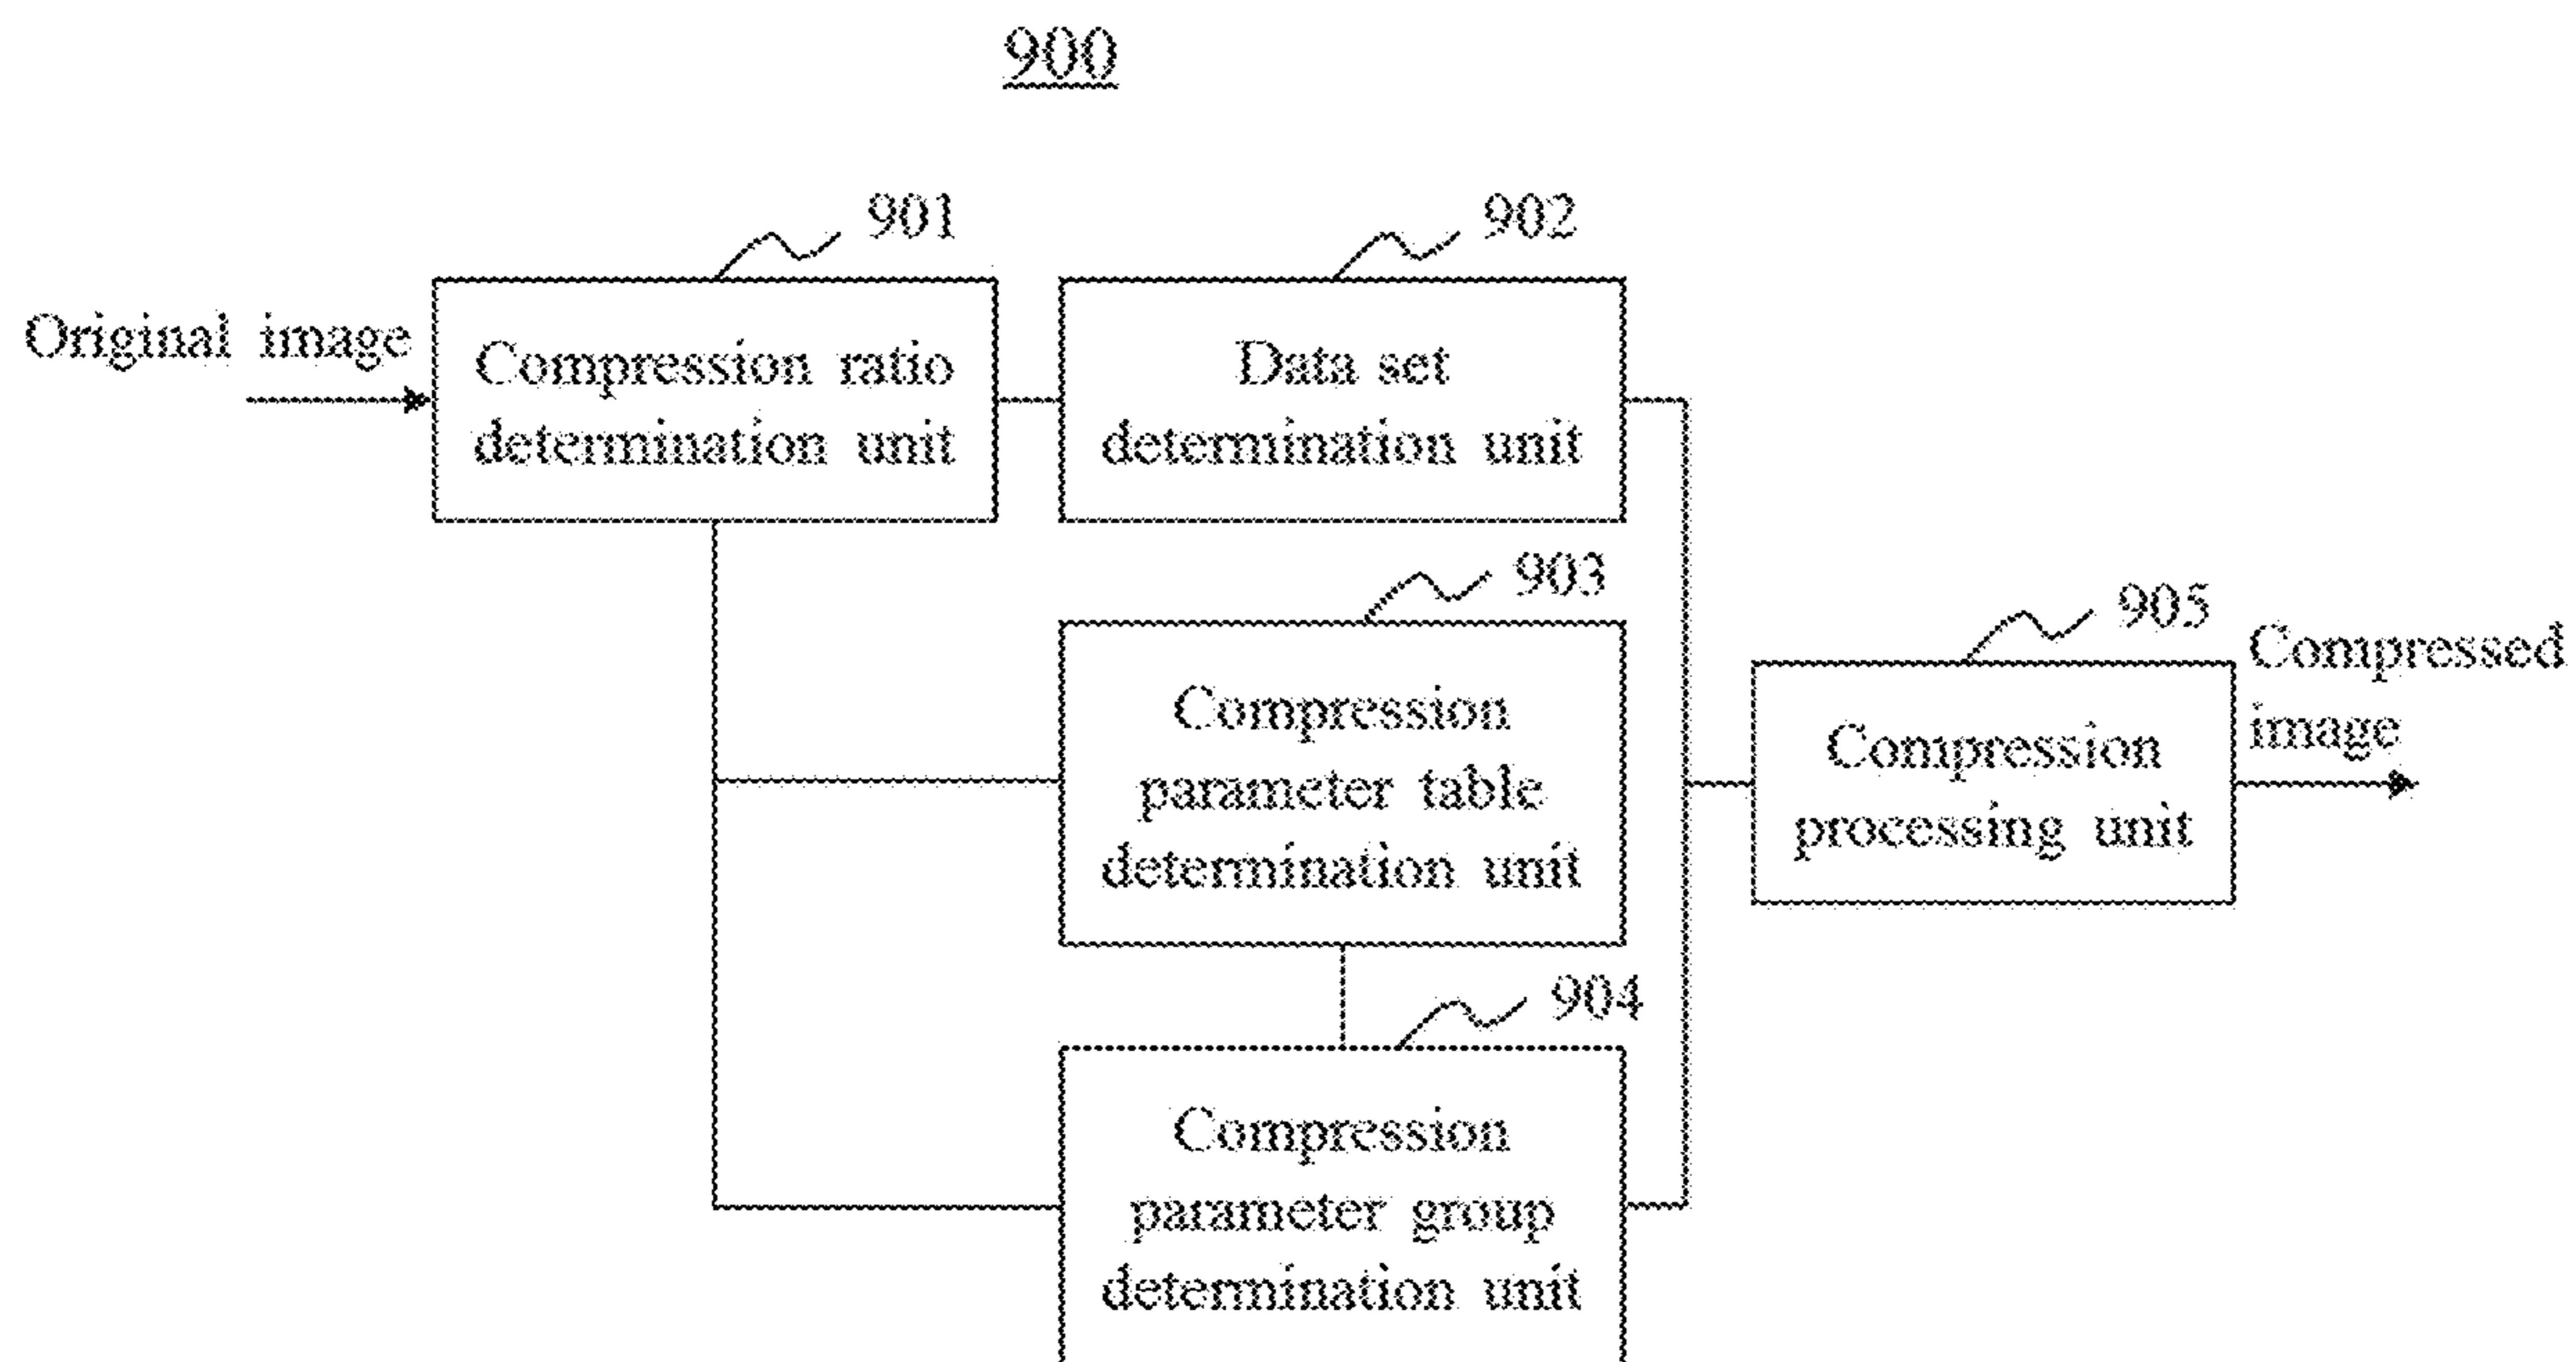 900
901
902
Original image
Compression ratio
determination unit
Data set
determination unit
903
Compression
parameter table
determination unit
905
Compressed
image
Compression
processing unit
904
Compression
parameter group
determination unit